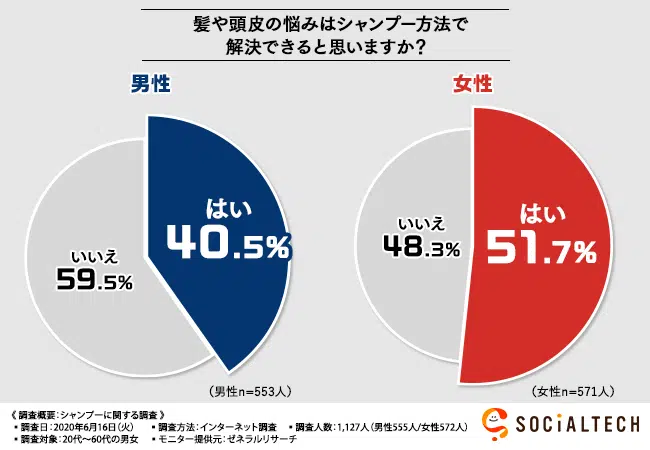 髪や頭皮の悩みはシャンプー方法で
解決できると思いますか？
男性
女性
はい
40.5%
いいえ
59.5%
はい
51.7%
いいえ
48.3%
（男性n=553人）
（女性n=571人）
《 調査概要：シャンプーに関する調査 》
▪調査日：2020年6月16日（火） ▪調査方法：インターネット調査 ▪調査人数：1,127人（男性555人/女性572人）
▪調査対象：20代〜60代の男女 ▪モニター提供元：ゼネラルリサーチ
SOCiALTECH